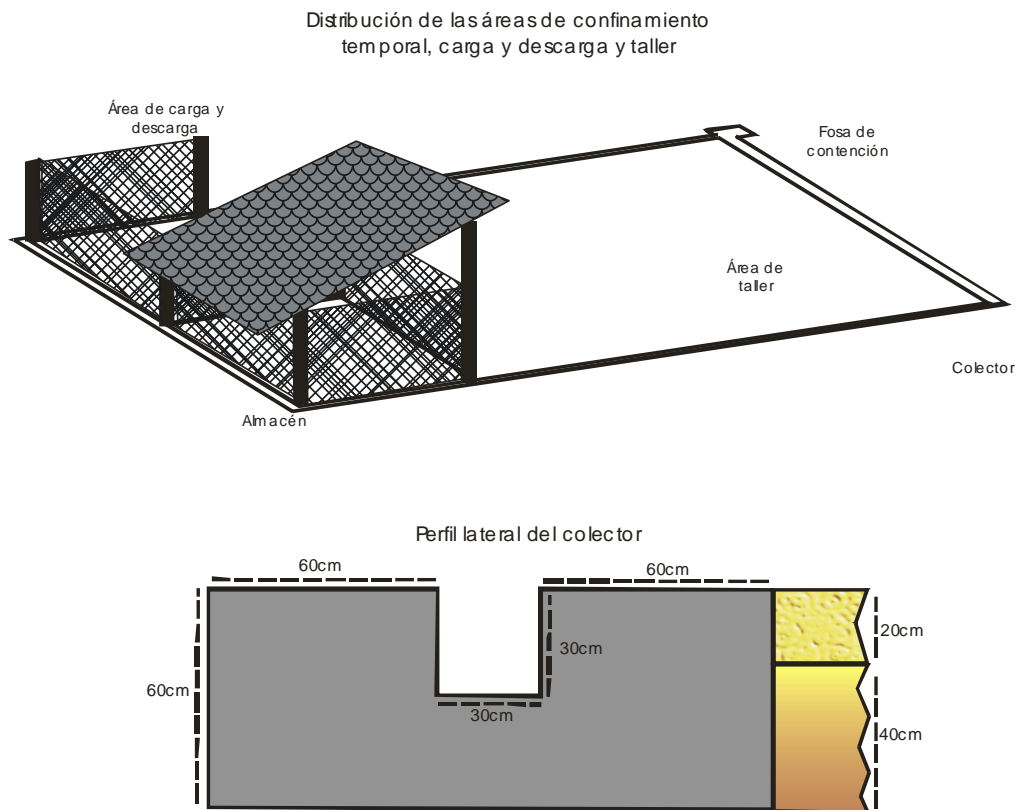 Distribución de las áreas de confinamiento
temporal, carga y descarga y taller
Área de carga y
descarga
Fosa de
contención
Área de
taller
Colector
Almacén
Perfil lateral del colector
60cm
60cm
20cm
30cm
60cm
30cm
40cm